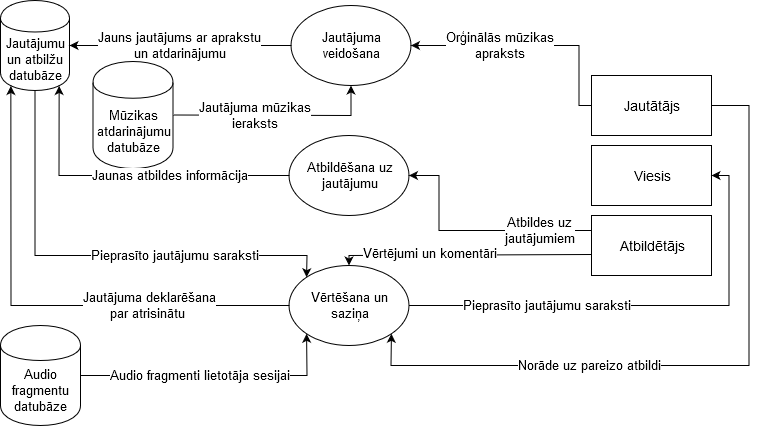 Jautājumu
un atbilžu
datubāze
Jauns jautājums ar aprakstu
un atdarinājumu
Jautājuma
veidošana
Orģinālās mūzikas
apraksts
Mūzikas
atdarinājumu
datubāze
Jautājuma mūzikas
ieraksts
Jautātājs
Jaunas atbildes informācija
Atbildēšana uz
jautājumu
Viesis
Atbildes uz
jautājumiem
Atbildētājs
Pieprasīto jautājumu saraksti
Vērtējumi un komentāri
Jautājuma deklarēšana
par atrisinātu
Vērtēšana un
saziņa
Pieprasīto jautājumu saraksti
Audio
fragmentu
datubāze
Audio fragmenti lietotāja sesijai
Norāde uz pareizo atbildi